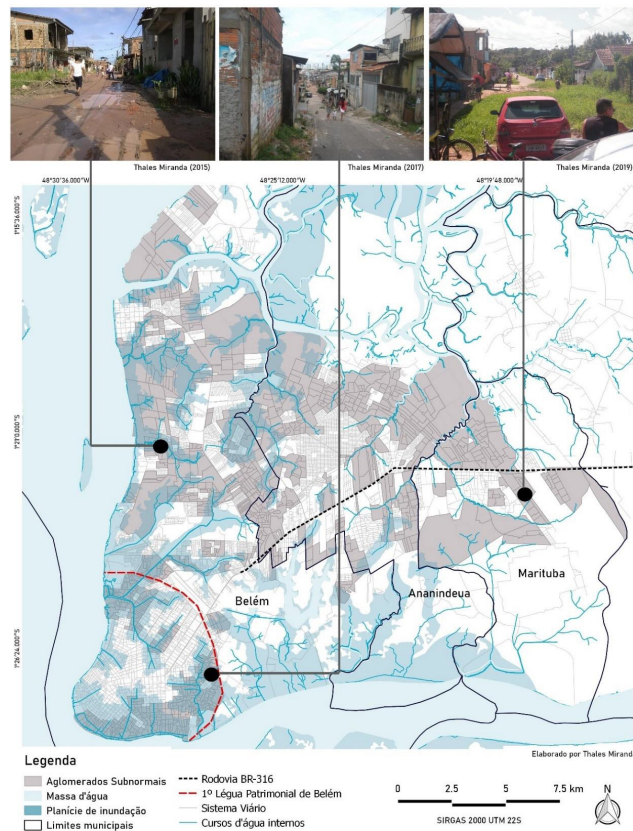 Thales Miranda (2015)
Thales Miranda (2017)
Thales Miranda (2019)
48°30'36.000"W
48°25'12.000"W
48°19'48.000"W
1°15'36.000"S
1°21'0.000"S
1°26'24.000"S
Belém
Ananindeua
Marituba
Elaborado por Thales Miranda
Legenda
Aglomerados Subnormais
Massa d'água
Planície de inundação
Limites municipais
Rodovia BR-316
1º Légua Patrimonial de Belém
Sistema Viário
Cursos d'água internos
0 2.5 5 7.5 km
SIRGAS 2000 UTM 22S
N